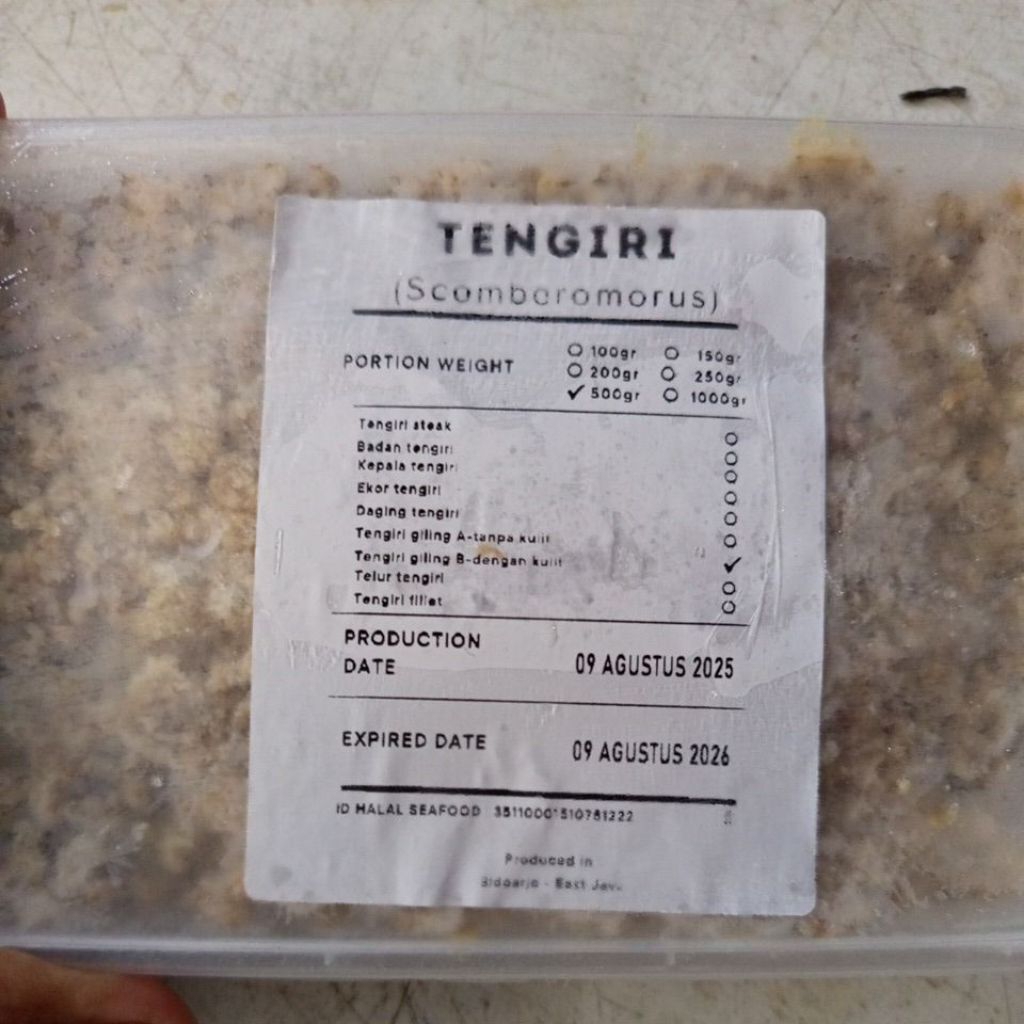 TENGIRI
(Scomberomorus)
PORTION WEIGHT
100gr 150gr
200gr 250gr
✓ 500gr 1000gr
Tengiri steak
Badan tengiri
Kepala tengiri
Ekor tengiri
Daging tengiri
Tengiri giling A-tanpa kulit
Tengiri giling B-dengan kulit ✓
Telur tengiri
Tengiri fillet
PRODUCTION
DATE 09 AGUSTUS 2025
EXPIRED DATE 09 AGUSTUS 2026
ID HALAL SEAFOOD
Produced in
East Java